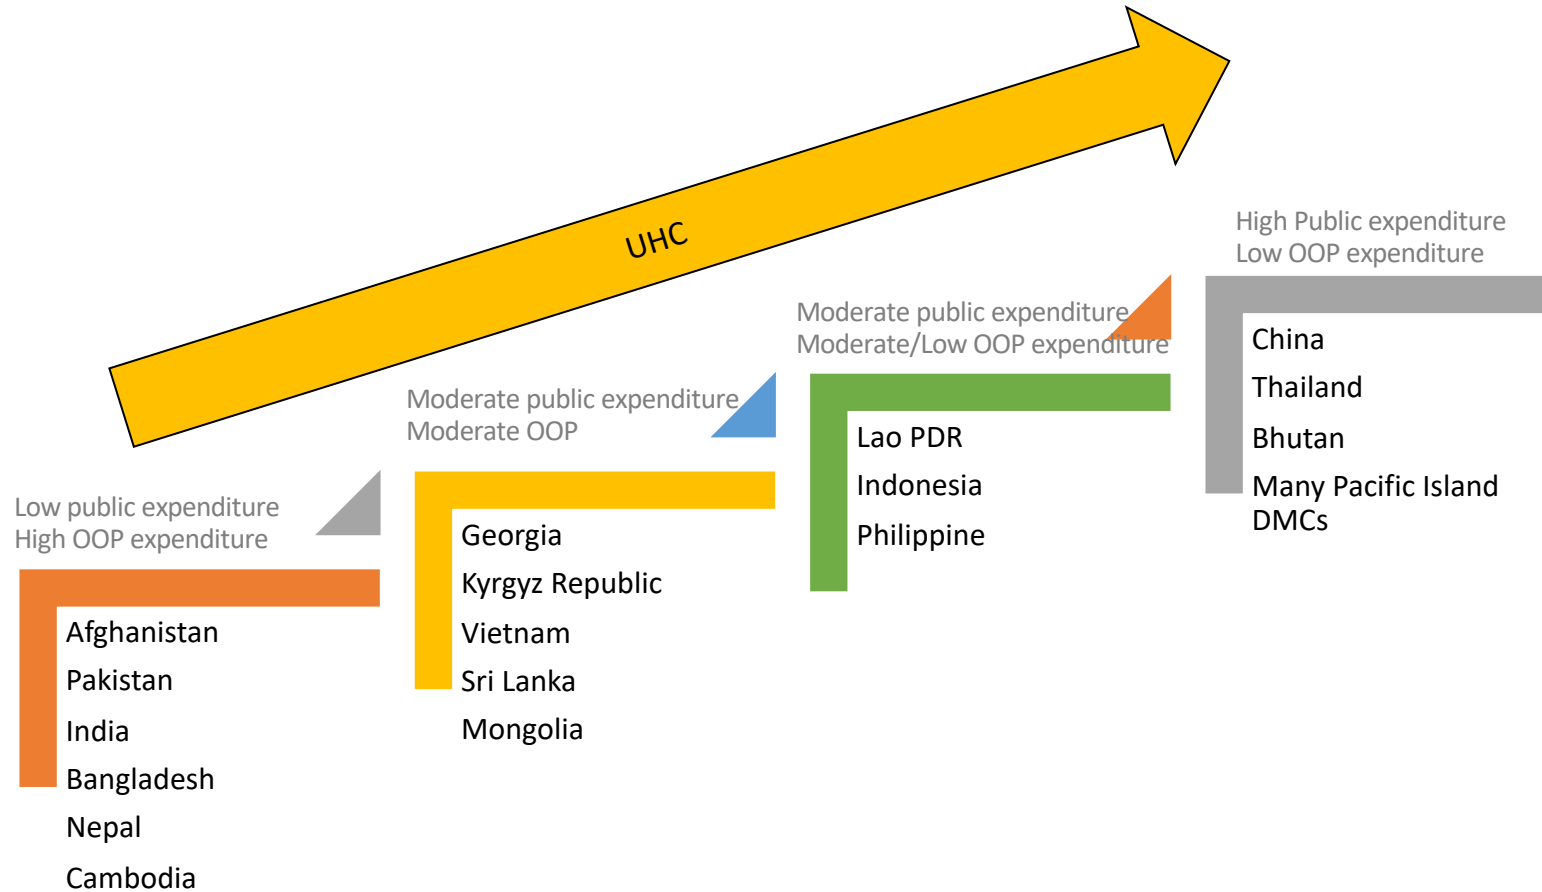 UHC
Low public expenditure
High OOP expenditure
Afghanistan
Pakistan
India
Bangladesh
Nepal
Cambodia
Moderate public expenditure
Moderate OOP
Georgia
Kyrgyz Republic
Vietnam
Sri Lanka
Mongolia
Moderate public expenditure
Moderate/Low OOP expenditure
Lao PDR
Indonesia
Philippine
High Public expenditure
Low OOP expenditure
China
Thailand
Bhutan
Many Pacific Island
DMCs